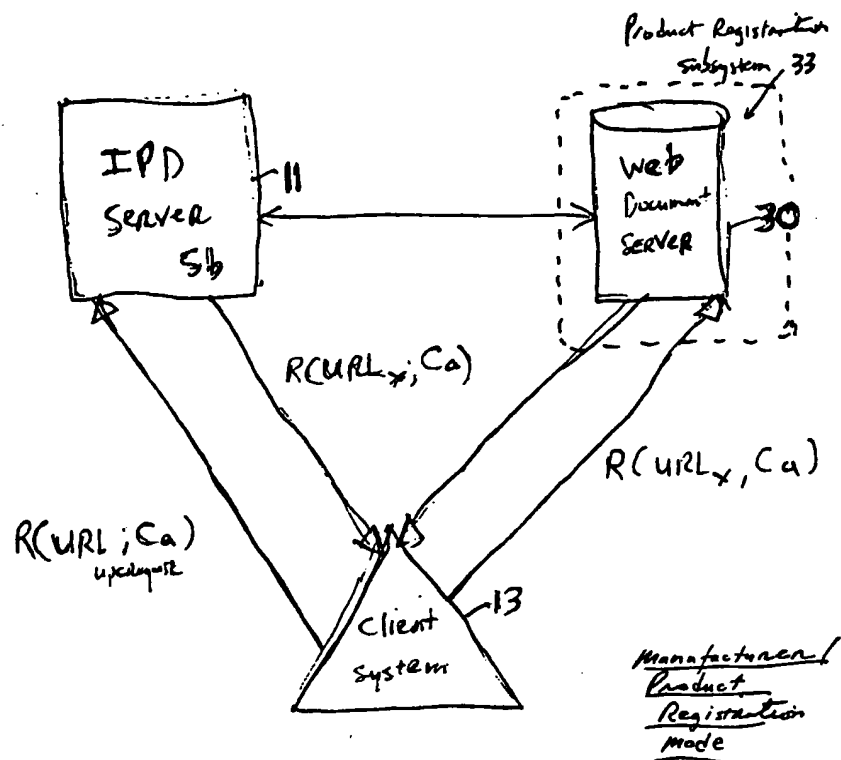 Product Registration
Subsystem 33
IPD
Server
5b
11
Web
Document
Server
30
R(URLx; Ca)
R(URLx, Ca)
R(URL ; Ca)
Client
System
13
Manufacturer/
Product
Registration
Mode